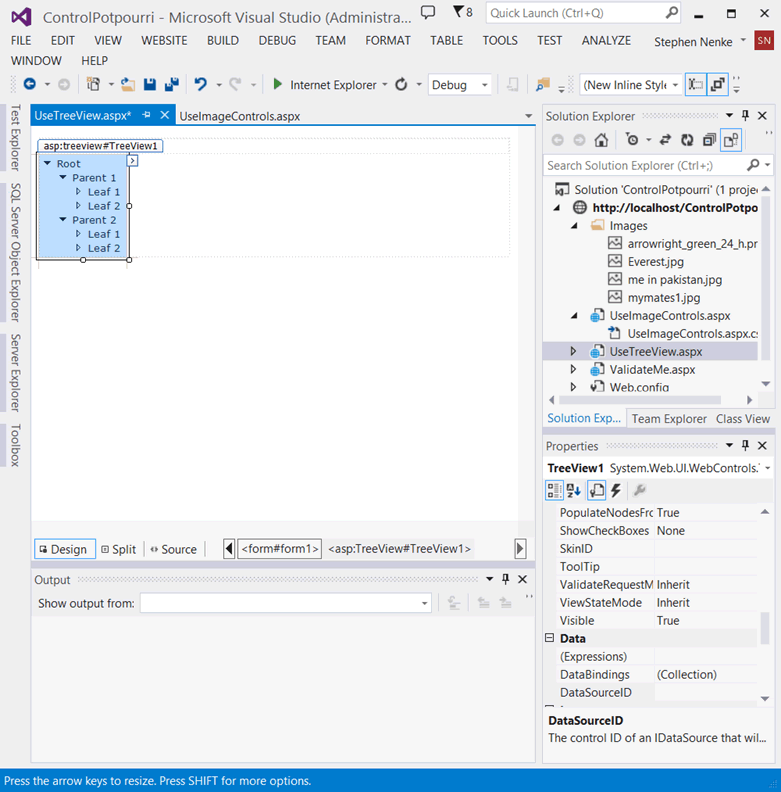 ControlPotpourri - Microsoft Visual Studio (Administra...
8
Quick Launch (Ctrl+Q)
FILE EDIT VIEW WEBSITE BUILD DEBUG TEAM FORMAT TABLE TOOLS TEST ANALYZE Stephen Nenke SN
WINDOW HELP
Internet Explorer Debug (New Inline Style
Test Explorer
SQL Server Object Explorer
Server Explorer
Toolbox
UseTreeView.aspx* UseImageControls.aspx
asp:treeview#TreeView1
Root
Parent 1
Leaf 1
Leaf 2
Parent 2
Leaf 1
Leaf 2
Design Split Source <form#form1> <asp:TreeView#TreeView1>
Output
Show output from:
Solution Explorer
Search Solution Explorer (Ctrl+;)
Solution 'ControlPotpourri' (1 projec
http://localhost/ControlPotpo
Images
arrowright_green_24_h.pr
Everest.jpg
me in pakistan.jpg
mymates1.jpg
UseImageControls.aspx
UseImageControls.aspx.cs
UseTreeView.aspx
ValidateMe.aspx
Web.config
Solution Exp... Team Explorer Class View
Properties
TreeView1 System.Web.UI.WebControls.
PopulateNodesFro True
ShowCheckBoxes None
SkinID
ToolTip
ValidateRequestM Inherit
ViewStateMode Inherit
Visible True
Data
(Expressions)
DataBindings (Collection)
DataSourceID
DataSourceID
The control ID of an IDataSource that wil...
Press the arrow keys to resize. Press SHIFT for more options.